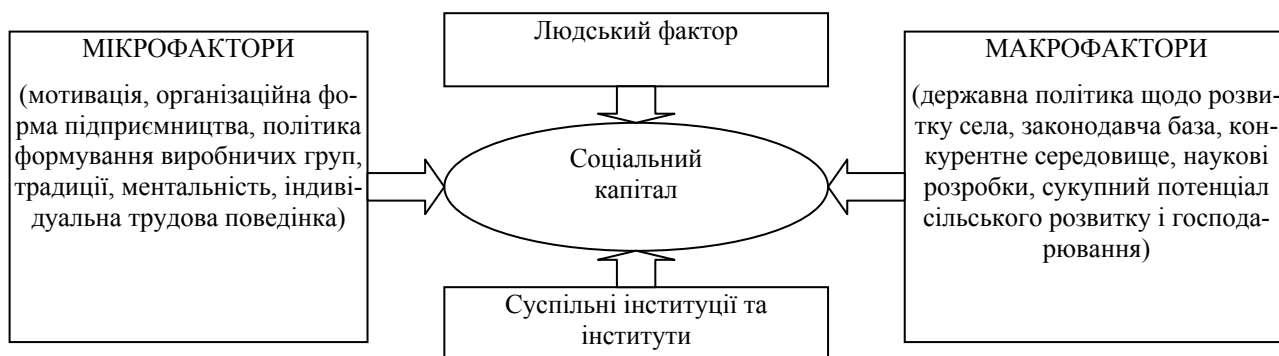 МІКРОФАКТОРИ
(мотивація, організаційна фо-
рма підприємництва, політика
формування виробничих груп,
традиції, ментальність, індиві-
дуальна трудова поведінка)
Людський фактор
Соціальний
капітал
Суспільні інституції та
інститути
МАКРОФАКТОРИ
(державна політика щодо розви-
тку села, законодавча база, кон-
курентне середовище, наукові
розробки, сукупний потенціал
сільського розвитку і господа-
рювання)